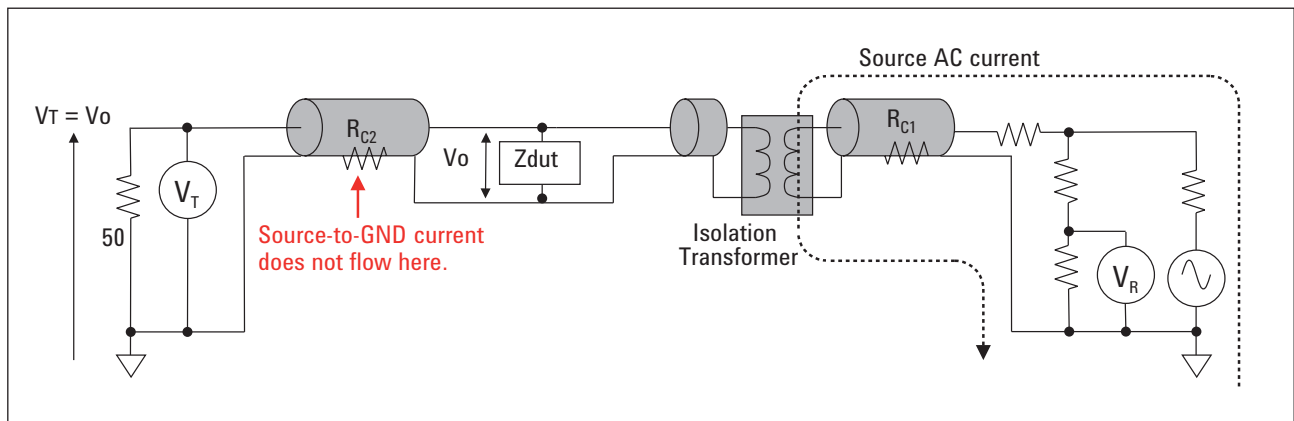 Source AC current
VT = Vo
RC2
RC1
Vo
Zdut
VT
50
Source-to-GND current
does not flow here.
Isolation
Transformer
VR